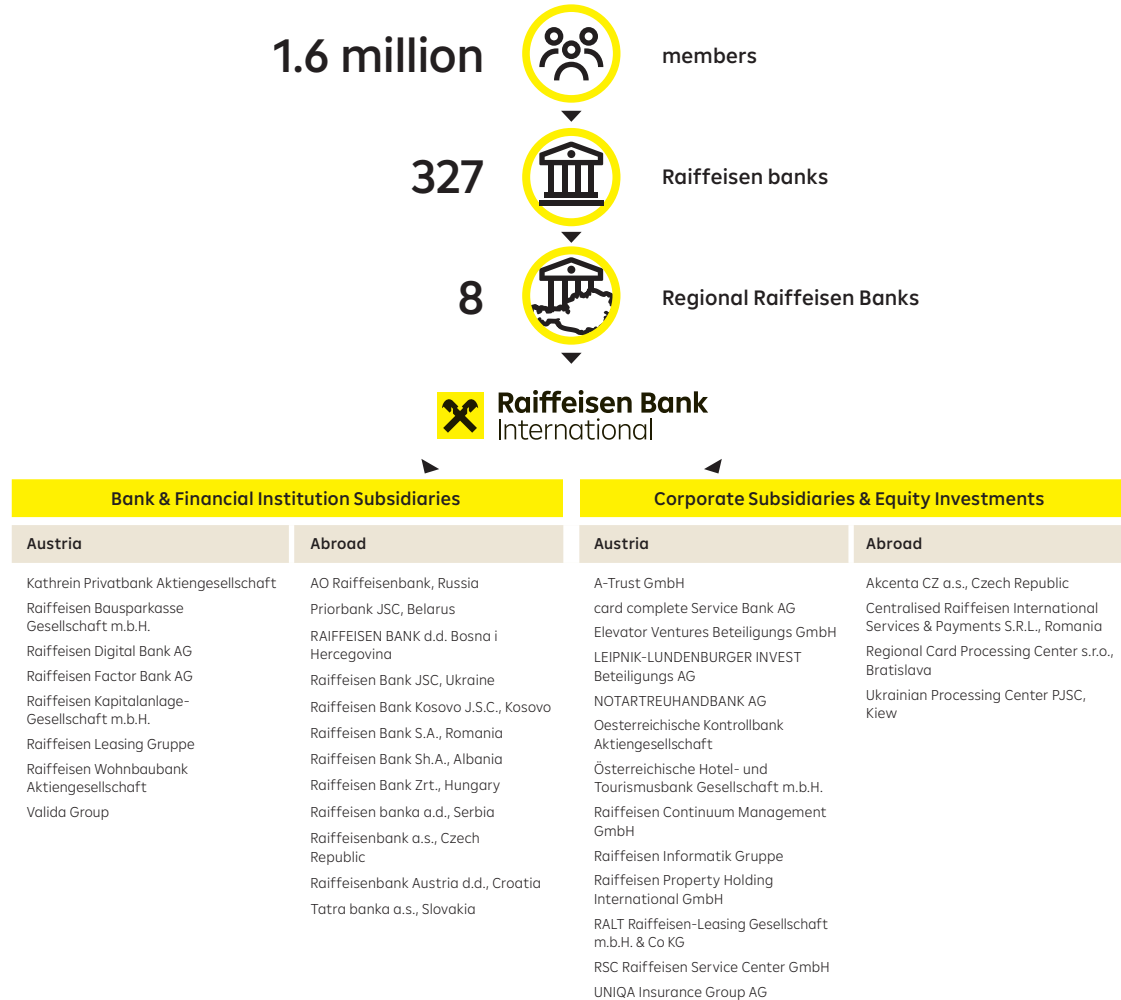 1.6 million
members
327
Raiffeisen banks
8
Regional Raiffeisen Banks
Raiffeisen Bank
International
Bank & Financial Institution Subsidiaries
Austria
Kathrein Privatbank Aktiengesellschaft
Raiffeisen Bausparkasse
Gesellschaft m.b.H.
Raiffeisen Digital Bank AG
Raiffeisen Factor Bank AG
Raiffeisen Kapitalanlage-
Gesellschaft m.b.H.
Raiffeisen Leasing Gruppe
Raiffeisen Wohnbaubank
Aktiengesellschaft
Valida Group
Abroad
AO Raiffeisenbank, Russia
Priorbank JSC, Belarus
RAIFFEISEN BANK d.d. Bosna i
Hercegovina
Raiffeisen Bank JSC, Ukraine
Raiffeisen Bank Kosovo J.S.C., Kosovo
Raiffeisen Bank S.A., Romania
Raiffeisen Bank Sh.A., Albania
Raiffeisen Bank Zrt., Hungary
Raiffeisen banka a.d., Serbia
Raiffeisenbank a.s., Czech
Republic
Raiffeisenbank Austria d.d., Croatia
Tatra banka a.s., Slovakia
Corporate Subsidiaries & Equity Investments
Austria
A-Trust GmbH
card complete Service Bank AG
Elevator Ventures Beteiligungs GmbH
LEIPNIK-LUNDENBURGER INVEST
Beteiligungs AG
NOTARTREUHANDBANK AG
Oesterreichische Kontrollbank
Aktiengesellschaft
Österreichische Hotel- und
Tourismusbank Gesellschaft m.b.H.
Raiffeisen Continuum Management
GmbH
Raiffeisen Informatik Gruppe
Raiffeisen Property Holding
International GmbH
RALT Raiffeisen-Leasing Gesellschaft
m.b.H. & Co KG
RSC Raiffeisen Service Center GmbH
UNIQA Insurance Group AG
Abroad
Akcenta CZ a.s., Czech Republic
Centralised Raiffeisen International
Services & Payments S.R.L., Romania
Regional Card Processing Center s.r.o.,
Bratislava
Ukrainian Processing Center PJSC,
Kiew